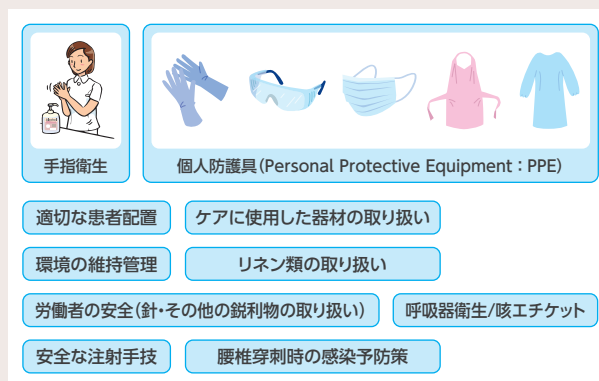 手指衛生
個人防護具(Personal Protective Equipment:PPE)
適切な患者配置
ケアに使用した器材の取り扱い
環境の維持管理
リネン類の取り扱い
労働者の安全(針・その他の鋭利物の取り扱い)
呼吸器衛生/咳エチケット
安全な注射手技
腰椎穿刺時の感染予防策